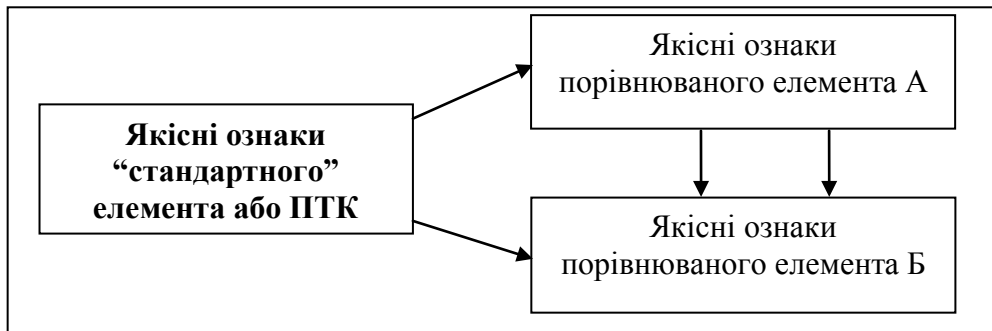 Якісні ознаки
“стандартного”
елемента або ПТК
Якісні ознаки
порівнюваного елемента А
Якісні ознаки
порівнюваного елемента Б